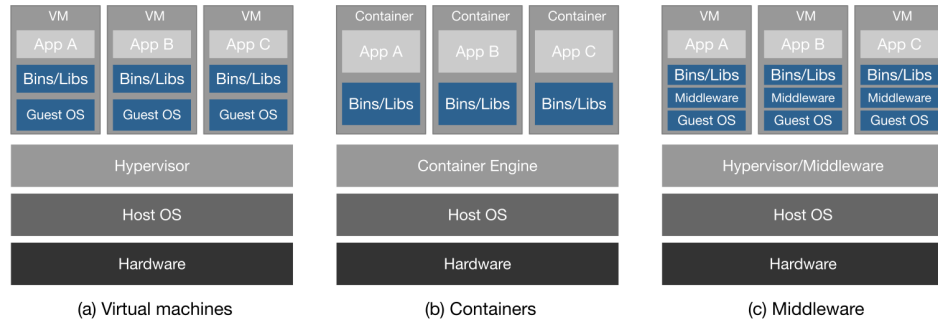 VM VM VM
App A App B App C
Bins/Libs Bins/Libs Bins/Libs
Guest OS Guest OS Guest OS
Hypervisor
Host OS
Hardware
(a) Virtual machines
Container Container Container
App A App B App C
Bins/Libs Bins/Libs Bins/Libs
Container Engine
Host OS
Hardware
(b) Containers
VM VM VM
App A App B App C
Bins/Libs Bins/Libs Bins/Libs
Middleware Middleware Middleware
Guest OS Guest OS Guest OS
Hypervisor/Middleware
Host OS
Hardware
(c) Middleware